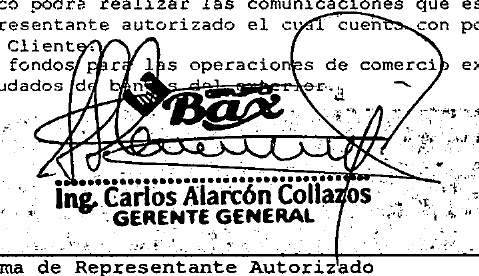 co podrá realizar las comunicaciones que es
resentante autorizado el cual cuenta con po
Cliente.
fondos para las operaciones de comercio ex
udados de bancos del exterior.
Bax
Ing. Carlos Alarcón Collazos
GERENTE GENERAL
ma de Representante Autorizado